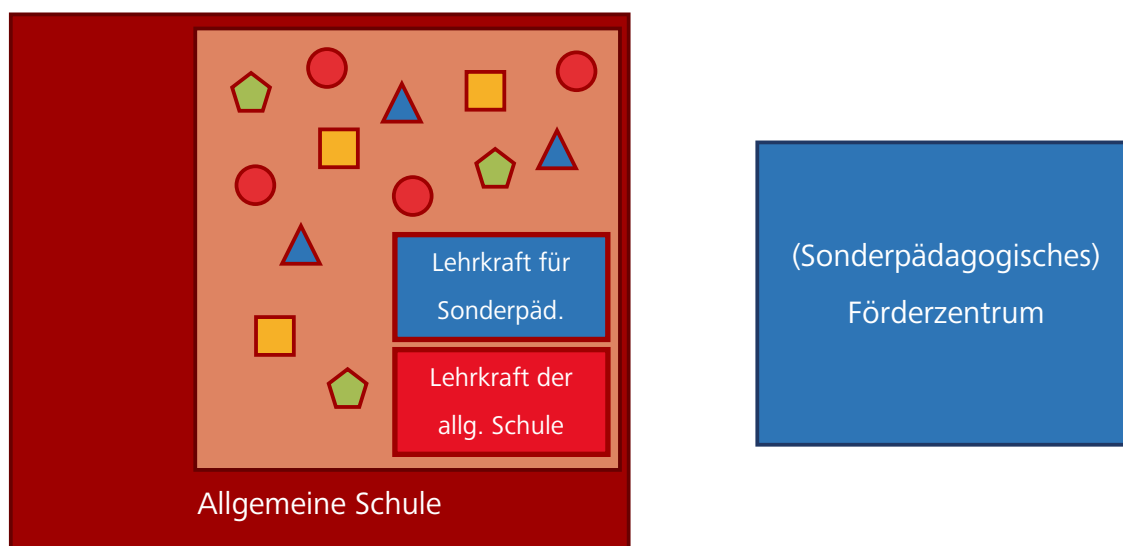 Lehrkraft für
Sonderpäd.
Lehrkraft der
allg. Schule
Allgemeine Schule
(Sonderpädagogisches)
Förderzentrum